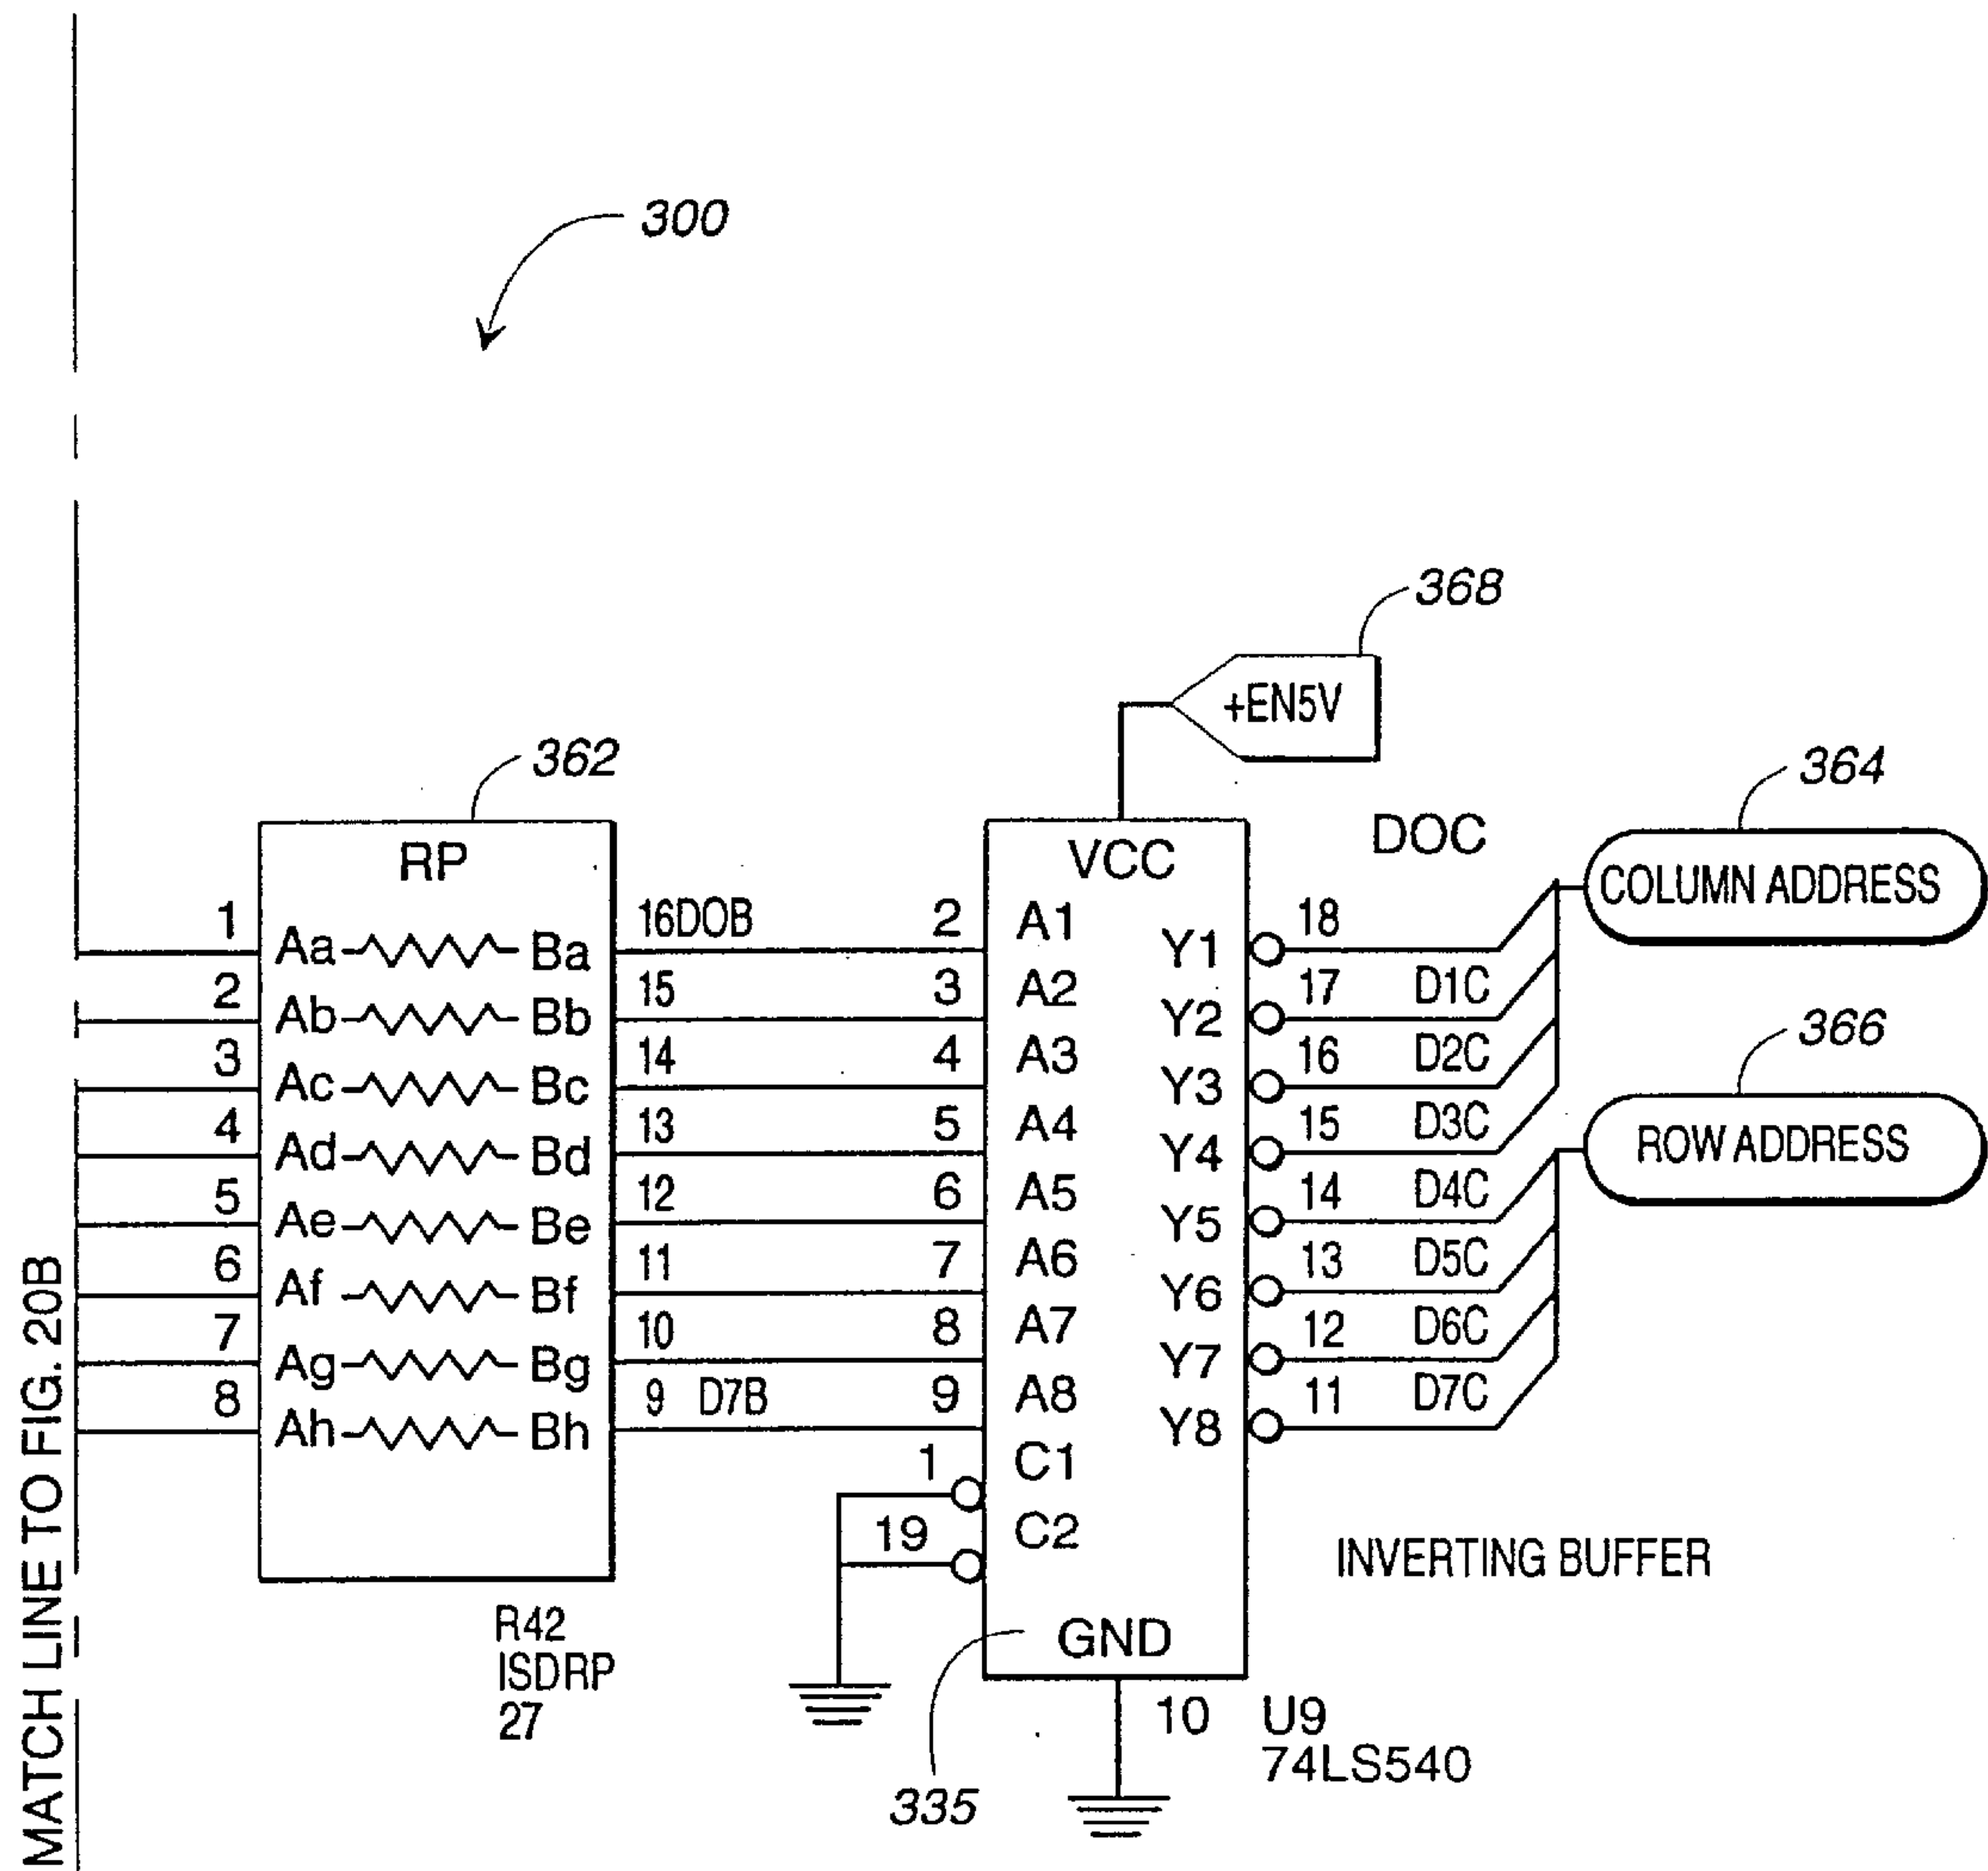 300
368
+EN5V
362
364
DOC
RP
VCC
COLUMN ADDRESS
1 Aa Ba 16 DOB 2 A1 Y1 18
2 Ab Bb 15 3 A2 Y2 17 D1C
3 Ac Bc 14 4 A3 Y3 16 D2C
366
4 Ad Bd 13 5 A4 Y4 15 D3C
ROW ADDRESS
5 Ae Be 12 6 A5 Y5 14 D4C
6 Af Bf 11 7 A6 Y6 13 D5C
7 Ag Bg 10 8 A7 Y7 12 D6C
8 Ah Bh 9 D7B 9 A8 Y8 11 D7C
1 C1
19 C2
INVERTING BUFFER
R42
ISDRP
27
GND
10
U9
74LS540
335
MATCH LINE TO FIG. 20B